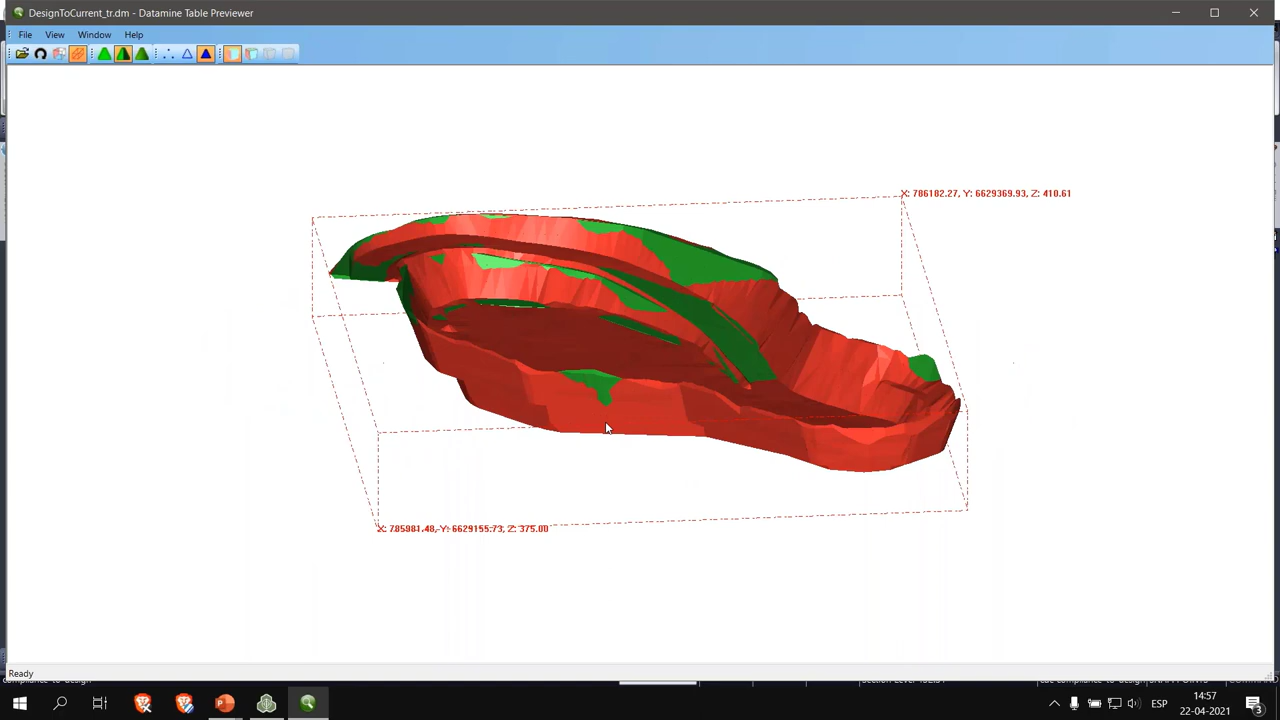 DesignToCurrent_tr.dm - Datamine Table Previewer
File View Window Help
X: 786182.27, Y: 6629369.93, Z: 410.61
X: 785981.48, Y: 6629155.73, Z: 375.00
Ready
ESP
14:57
22-04-2021
3